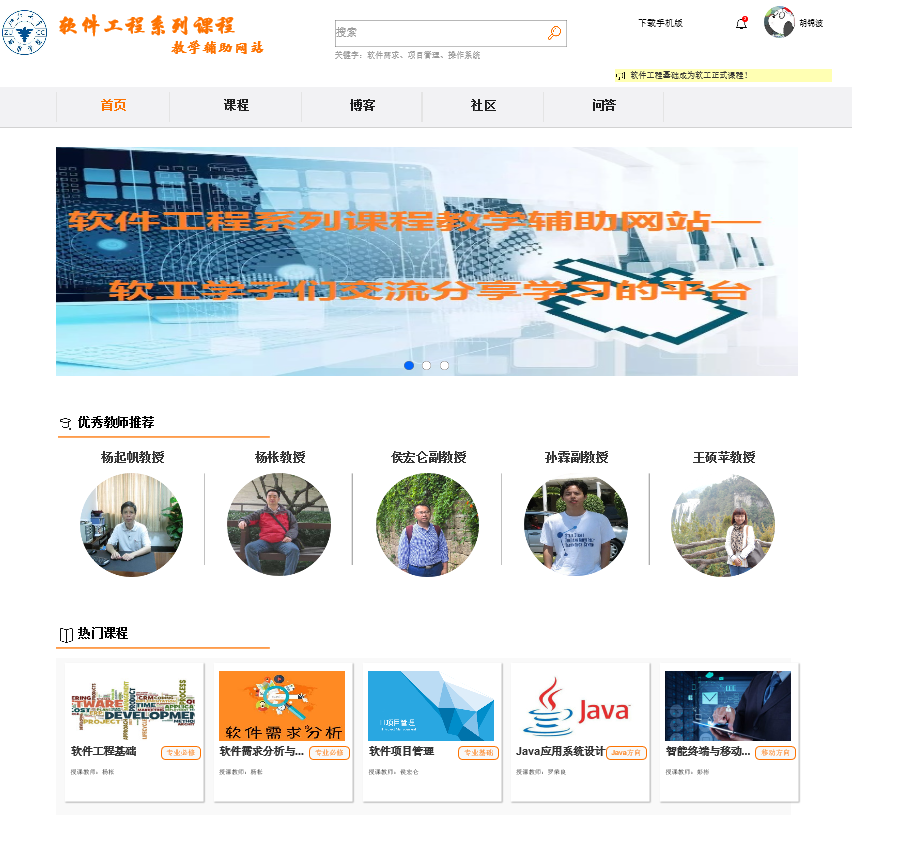 软件工程系列课程
教学辅助网站
搜索
关键字：软件需求、项目管理、操作系统
下载手机版
胡锦波
软件工程基础成为软工正式课程！
首页
课程
博客
社区
问答
软件工程系列课程教学辅助网站—
软工学子们交流分享学习的平台
优秀教师推荐
杨起帆教授
杨枨教授
侯宏仑副教授
孙霖副教授
王硕苹教授
热门课程
DEVELOPMENT
软件需求分析
IT项目管理
Java
软件工程基础
专业必修
授课教师：杨枨
软件需求分析与...
专业必修
授课教师：杨枨
软件项目管理
专业基础
授课教师：侯宏仑
Java应用系统设计
Java方向
授课教师：罗荣良
智能终端与移动...
移动方向
授课教师：彭彬